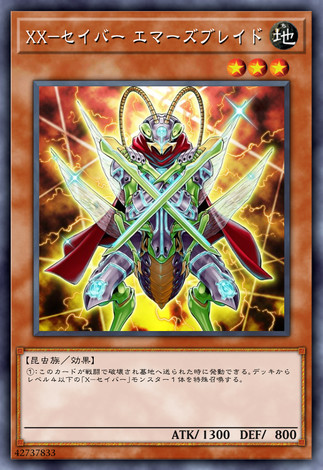 XX-セイバー エマーズブレイド
地
【昆虫族／効果】
①：このカードが戦闘で破壊され墓地へ送られた時に発動できる。デッキから
レベル４以下の「X-セイバー」モンスター１体を特殊召喚する。
ATK/ 1300 DEF/ 800
42737833